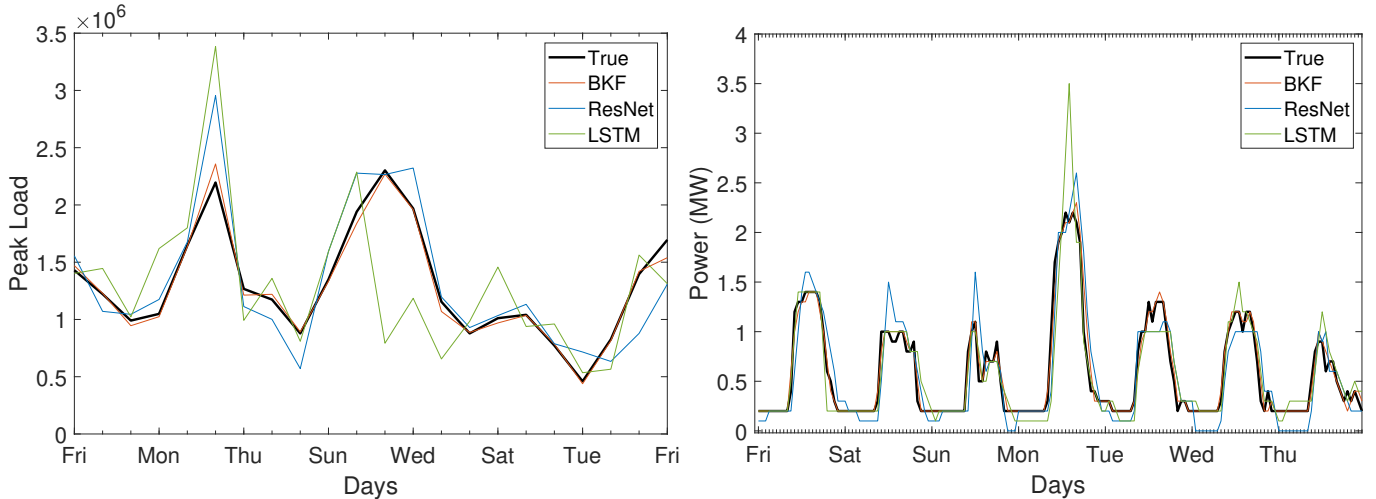 ×10⁶
3.5
3
2.5
2
1.5
1
0.5
0
Peak Load
Fri Mon Thu Sun Wed Sat Tue Fri
Days
True
BKF
ResNet
LSTM
4
3.5
3
2.5
2
1.5
1
0.5
0
Power (MW)
Fri Sat Sun Mon Tue Wed Thu
Days
True
BKF
ResNet
LSTM